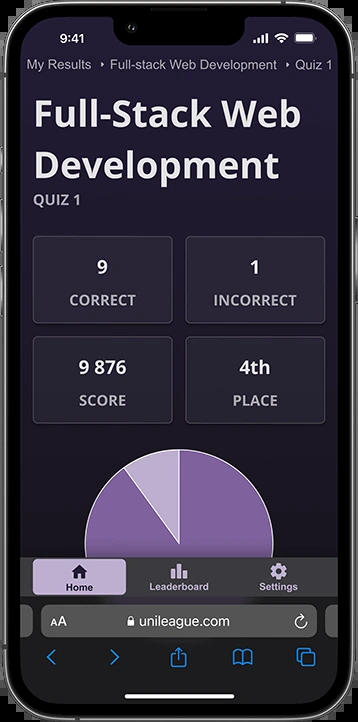 9:41
My Results ‣ Full-stack Web Development ‣ Quiz 1
Full-Stack Web
Development
QUIZ 1
9
CORRECT
1
INCORRECT
9 876
SCORE
4th
PLACE
Home
Leaderboard
Settings
AA
unileague.com